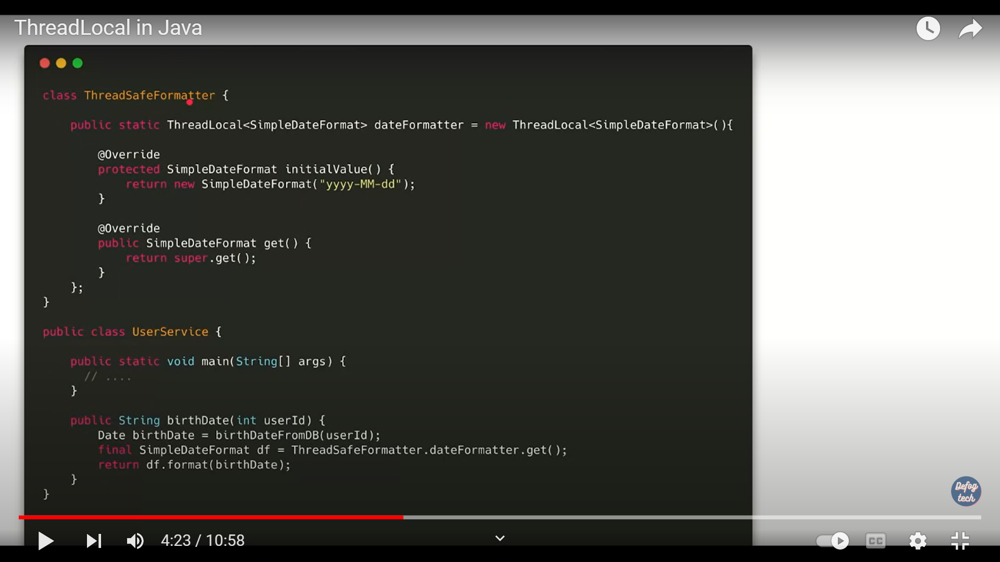 ThreadLocal in Java
class ThreadSafeFormatter {
public static ThreadLocal<SimpleDateFormat> dateFormatter = new ThreadLocal<SimpleDateFormat>(){
@Override
protected SimpleDateFormat initialValue() {
return new SimpleDateFormat("yyyy-MM-dd");
}
@Override
public SimpleDateFormat get() {
return super.get();
}
};
}
public class UserService {
public static void main(String[] args) {
// ....
}
public String birthDate(int userId) {
Date birthDate = birthDateFromDB(userId);
final SimpleDateFormat df = ThreadSafeFormatter.dateFormatter.get();
return df.format(birthDate);
}
}
Defog
tech
4:23 / 10:58
CC